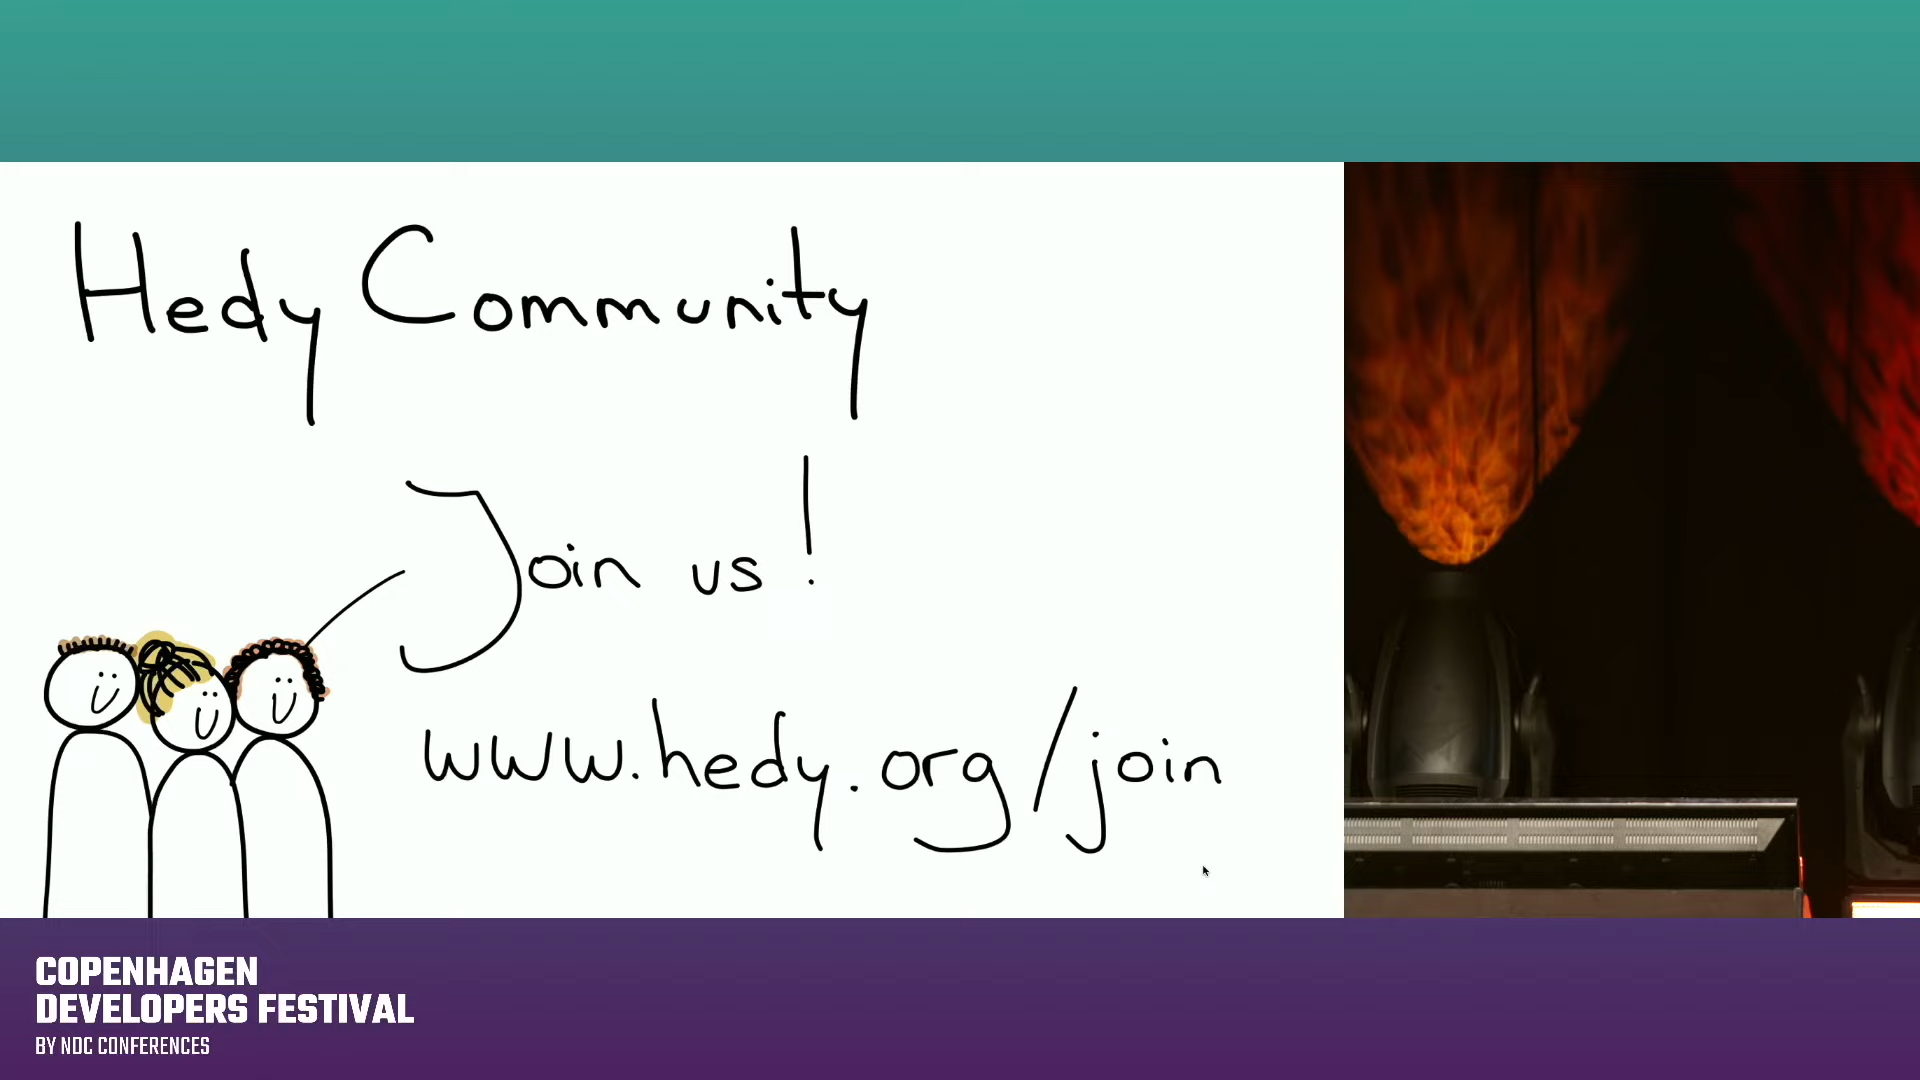 Hedy Community
Join us!
www.hedy.org/join
COPENHAGEN
DEVELOPERS FESTIVAL
BY NDC CONFERENCES